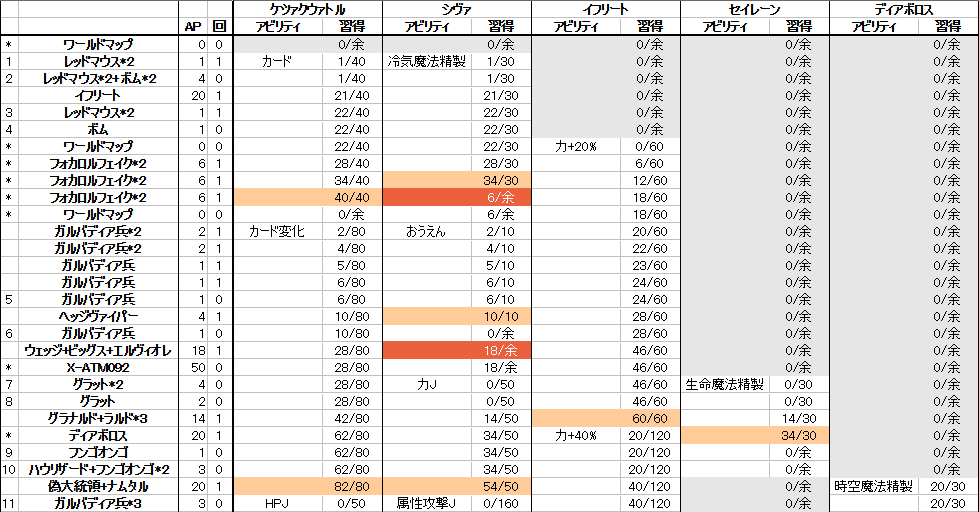 ケツァクウァトル シヴァ イフリート セイレーン ディアボロス
AP 回 アビリティ 習得 アビリティ 習得 アビリティ 習得 アビリティ 習得 アビリティ 習得
* ワールドマップ 0 0 0/余 0/余 0/余 0/余 0/余
1 レッドマウス*2 1 1 カード 1/40 冷気魔法精製 1/30 0/余 0/余 0/余
2 レッドマウス*2+ボム*2 4 0 1/40 1/30 0/余 0/余 0/余
イフリート 20 1 21/40 21/30 0/余 0/余 0/余
3 レッドマウス*2 1 1 22/40 22/30 0/余 0/余 0/余
4 ボム 1 0 22/40 22/30 0/余 0/余 0/余
* ワールドマップ 0 0 22/40 22/30 力+20% 0/60 0/余 0/余
* フォカロルフェイク*2 6 1 28/40 28/30 6/60 0/余 0/余
* フォカロルフェイク*2 6 1 34/40 34/30 12/60 0/余 0/余
* フォカロルフェイク*2 6 1 40/40 6/余 18/60 0/余 0/余
* ワールドマップ 0 0 0/余 6/余 18/60 0/余 0/余
ガルバディア兵*2 2 1 カード変化 2/80 おうえん 2/10 20/60 0/余 0/余
ガルバディア兵*2 2 1 4/80 4/10 22/60 0/余 0/余
ガルバディア兵 1 1 5/80 5/10 23/60 0/余 0/余
ガルバディア兵 1 1 6/80 6/10 24/60 0/余 0/余
5 ガルバディア兵 1 0 6/80 6/10 24/60 0/余 0/余
ヘッジヴァイパー 4 1 10/80 10/10 28/60 0/余 0/余
6 ガルバディア兵 1 0 10/80 0/余 28/60 0/余 0/余
ウェッジ+ビッグス+エルヴィオレ 18 1 28/80 18/余 46/60 0/余 0/余
* X-ATM092 50 0 28/80 18/余 46/60 0/余 0/余
7 グラット*2 4 0 28/80 力J 0/50 46/60 生命魔法精製 0/30 0/余
8 グラット 2 0 28/80 0/50 46/60 0/30 0/余
グラナルド+ラルド*3 14 1 42/80 14/50 60/60 14/30 0/余
* ディアボロス 20 1 62/80 34/50 力+40% 20/120 34/30 0/余
9 フンゴオンゴ 1 0 62/80 34/50 20/120 0/余 0/余
10 ハウリザード+フンゴオンゴ*2 3 0 62/80 34/50 20/120 0/余 0/余
偽大統領+ナムタル 20 1 82/80 54/50 40/120 0/余 時空魔法精製 20/30
11 ガルバディア兵*3 3 0 HPJ 0/50 属性攻撃J 0/160 40/120 0/余 20/30